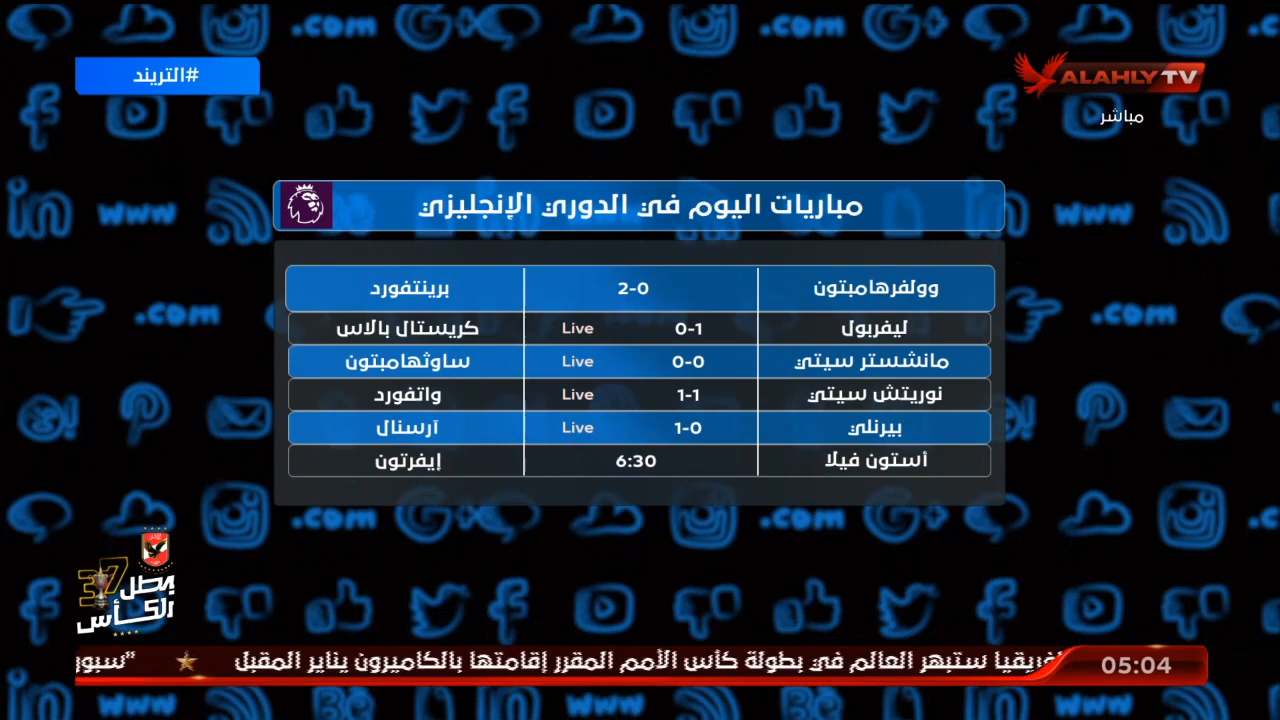 #التريند
ALAHLY TV
مباشر
مباريات اليوم في الدوري الإنجليزي
وولفرهامبتون 2-0 برينتفورد
ليفربول 0-1 Live كريستال بالاس
مانشستر سيتي 0-0 Live ساوثهامبتون
نوريتش سيتي 1-1 Live واتفورد
بيرنلي 1-0 Live آرسنال
أستون فيلا 6:30 إيفرتون
37
بطل
الكأس
05:04 ستبهر العالم في بطولة كأس الأمم المقرر إقامتها بالكاميرون يناير المقبل